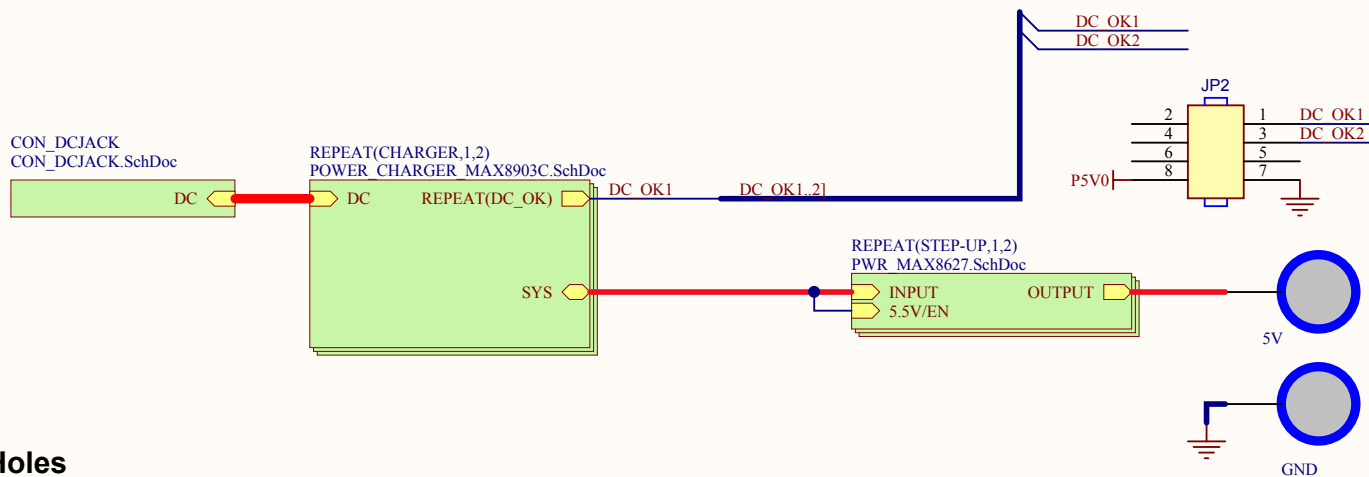 DC_OK1
DC_OK2
JP2
2 1 DC_OK1
4 3 DC_OK2
6 5
P5V0 8 7
CON_DCJACK
CON_DCJACK.SchDoc
DC
REPEAT(CHARGER,1,2)
POWER_CHARGER_MAX8903C.SchDoc
DC REPEAT(DC_OK)
DC_OK1 DC_OK1..2]
SYS
REPEAT(STEP-UP,1,2)
PWR_MAX8627.SchDoc
INPUT OUTPUT
5.5V/EN
5V
GND